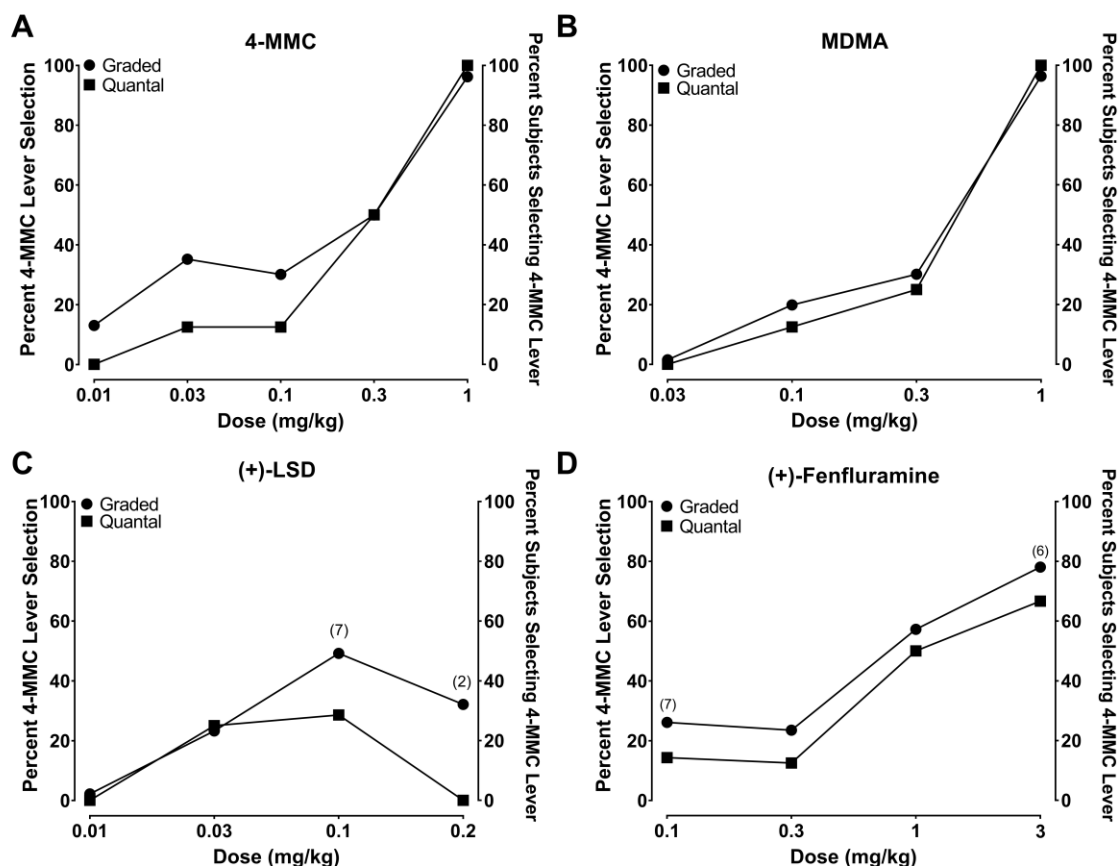 A
4-MMC
Graded
Quantal
Percent 4-MMC Lever Selection
100
80
60
40
20
0
0.01
0.03
0.1
0.3
1
Dose (mg/kg)
100
80
60
40
20
0
Percent Subjects Selecting 4-MMC Lever
B
MDMA
Graded
Quantal
Percent 4-MMC Lever Selection
100
80
60
40
20
0
0.03
0.1
0.3
1
Dose (mg/kg)
100
80
60
40
20
0
Percent Subjects Selecting 4-MMC Lever
C
(+)-LSD
Graded
Quantal
Percent 4-MMC Lever Selection
100
80
60
40
20
0
(7)
(2)
0.01
0.03
0.1
0.2
Dose (mg/kg)
100
80
60
40
20
0
Percent Subjects Selecting 4-MMC Lever
D
(+)-Fenfluramine
Graded
Quantal
Percent 4-MMC Lever Selection
100
80
60
40
20
0
(7)
(6)
0.1
0.3
1
3
Dose (mg/kg)
100
80
60
40
20
0
Percent Subjects Selecting 4-MMC Lever